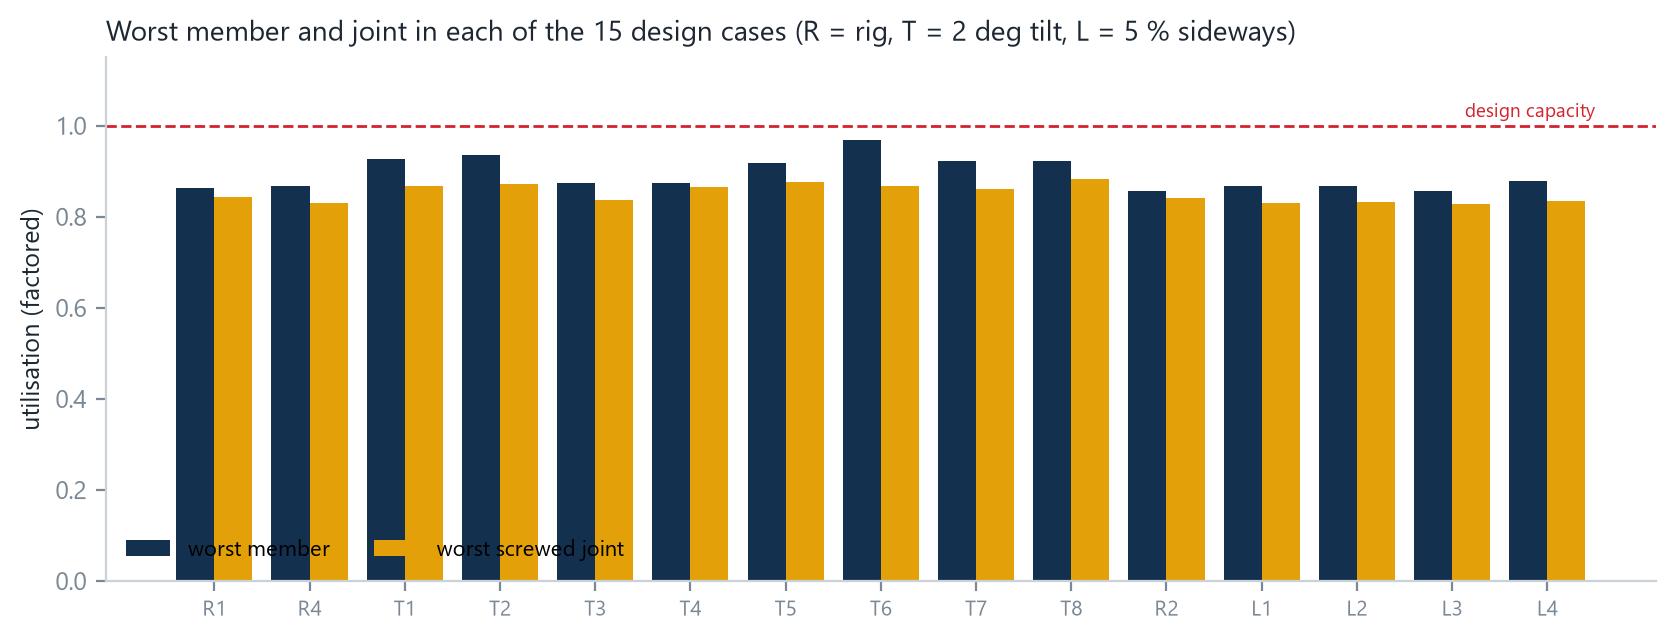 Worst member and joint in each of the 15 design cases (R = rig, T = 2 deg tilt, L = 5 % sideways)
design capacity
utilisation (factored)
1.0
0.8
0.6
0.4
0.2
0.0
worst member
worst screwed joint
R1 R4 T1 T2 T3 T4 T5 T6 T7 T8 R2 L1 L2 L3 L4